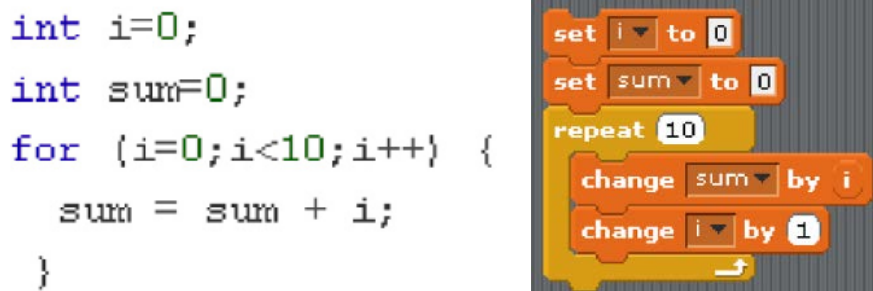 int i=0;
int sum=0;
for (i=0;i<10;i++) {
sum = sum + i;
}
set i to 0
set sum to 0
repeat 10
change sum by i
change i by 1